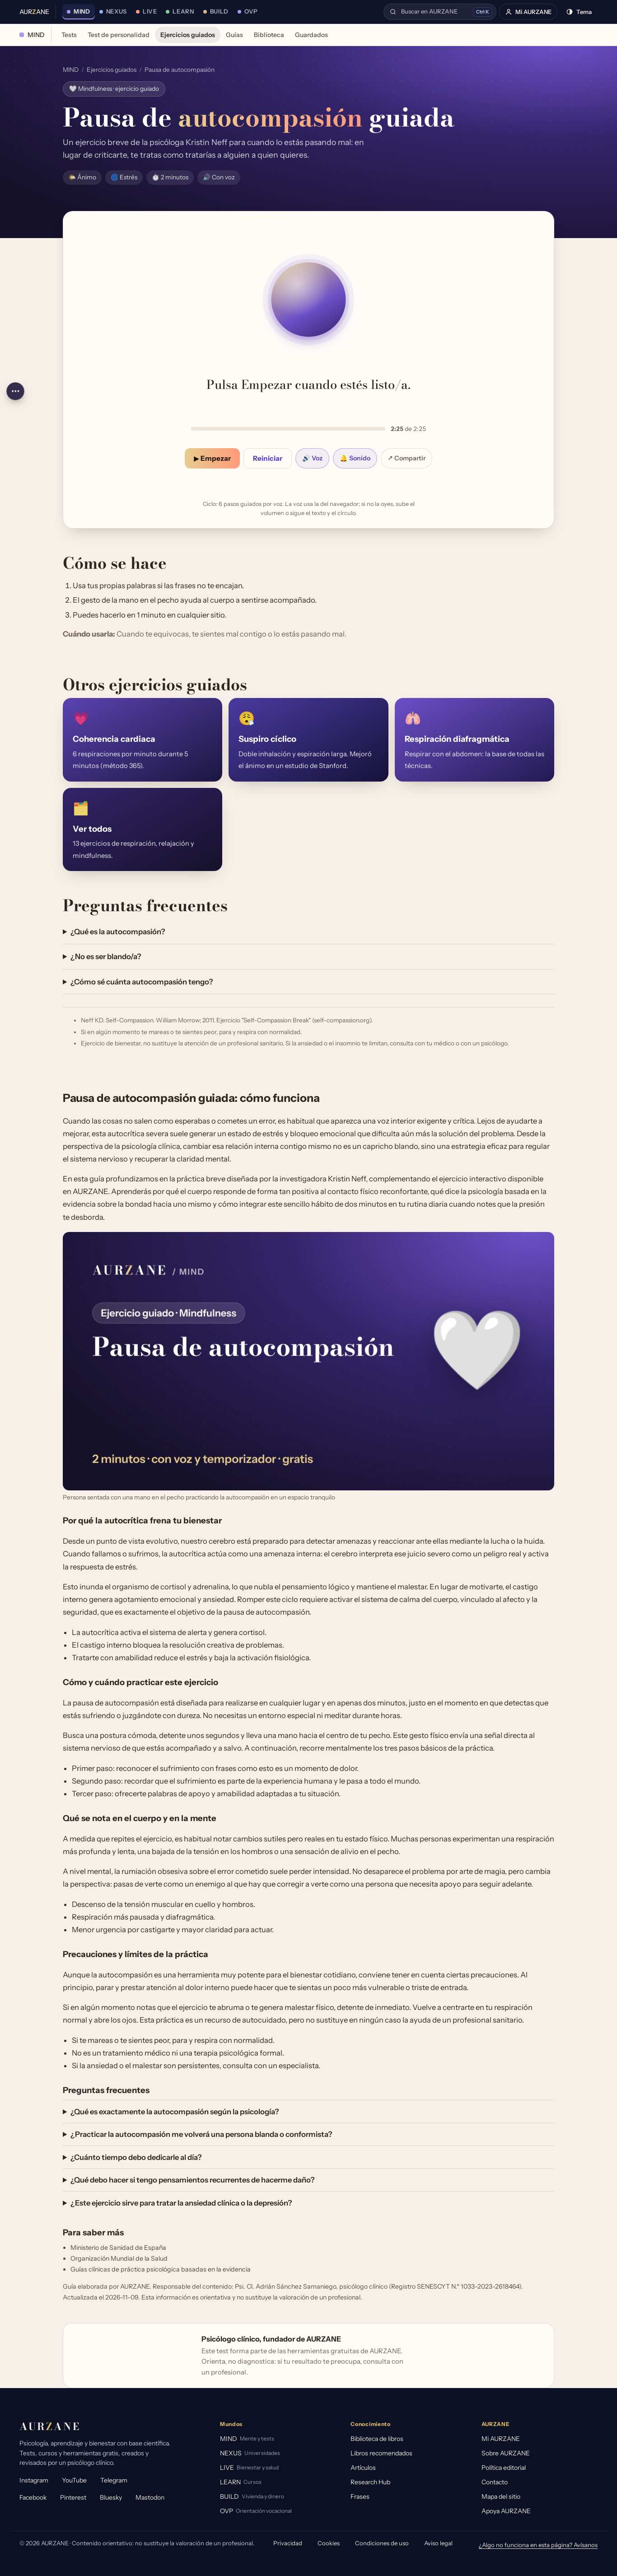 AURZANE
MIND
NEXUS
LIVE
LEARN
BUILD
OVP
Buscar en AURZANE
Ctrl K
Mi AURZANE
Tema
MIND
Tests
Test de personalidad
Ejercicios guiados
Guías
Biblioteca
Guardados
MIND / Ejercicios guiados / Pausa de autocompasión
🤍 Mindfulness · ejercicio guiado
Pausa de autocompasión guiada
Un ejercicio breve de la psicóloga Kristin Neff para cuando lo estás pasando mal: en
lugar de criticarte, te tratas como tratarías a alguien a quien quieres.
🌤️ Ánimo
🌀 Estrés
⏱️ 2 minutos
🔊 Con voz
Pulsa Empezar cuando estés listo/a.
2:25 de 2:25
▶ Empezar
Reiniciar
🔊 Voz
🔔 Sonido
↗ Compartir
Ciclo: 6 pasos guiados por voz. La voz usa la del navegador; si no la oyes, sube el
volumen o sigue el texto y el círculo.
Cómo se hace
1. Usa tus propias palabras si las frases no te encajan.
2. El gesto de la mano en el pecho ayuda al cuerpo a sentirse acompañado.
3. Puedes hacerlo en 1 minuto en cualquier sitio.
Cuándo usarla: Cuando te equivocas, te sientes mal contigo o lo estás pasando mal.
Otros ejercicios guiados
Coherencia cardiaca
6 respiraciones por minuto durante 5
minutos (método 365).
Suspiro cíclico
Doble inhalación y espiración larga. Mejoró
el ánimo en un estudio de Stanford.
Respiración diafragmática
Respirar con el abdomen: la base de todas las
técnicas.
Ver todos
13 ejercicios de respiración, relajación y
mindfulness.
Preguntas frecuentes
¿Qué es la autocompasión?
¿No es ser blando/a?
¿Cómo sé cuánta autocompasión tengo?
Neff KD. Self-Compassion. William Morrow; 2011. Ejercicio "Self-Compassion Break" (self-compassion.org).
Si en algún momento te mareas o te sientes peor, para y respira con normalidad.
Ejercicio de bienestar, no sustituye la atención de un profesional sanitario. Si la ansiedad o el insomnio te limitan, consulta con tu médico o con un psicólogo.
Pausa de autocompasión guiada: cómo funciona
Cuando las cosas no salen como esperabas o cometes un error, es habitual que aparezca una voz interior exigente y crítica. Lejos de ayudarte a
mejorar, esta autocrítica severa suele generar un estado de estrés y bloqueo emocional que dificulta aún más la solución del problema. Desde la
perspectiva de la psicología clínica, cambiar esa relación interna contigo mismo no es un capricho blando, sino una estrategia eficaz para regular
el sistema nervioso y recuperar la claridad mental.
En esta guía profundizamos en la práctica breve diseñada por la investigadora Kristin Neff, complementando el ejercicio interactivo disponible
en AURZANE. Aprenderás por qué el cuerpo responde de forma tan positiva al contacto físico reconfortante, qué dice la psicología basada en la
evidencia sobre la bondad hacia uno mismo y cómo integrar este sencillo hábito de dos minutos en tu rutina diaria cuando notes que la presión
te desborda.
AURZANE / MIND
Ejercicio guiado · Mindfulness
Pausa de autocompasión
2 minutos · con voz y temporizador · gratis
Persona sentada con una mano en el pecho practicando la autocompasión en un espacio tranquilo
Por qué la autocrítica frena tu bienestar
Desde un punto de vista evolutivo, nuestro cerebro está preparado para detectar amenazas y reaccionar ante ellas mediante la lucha o la huida.
Cuando fallamos o sufrimos, la autocrítica actúa como una amenaza interna: el cerebro interpreta ese juicio severo como un peligro real y activa
la respuesta de estrés.
Esto inunda el organismo de cortisol y adrenalina, lo que nubla el pensamiento lógico y mantiene el malestar. En lugar de motivarte, el castigo
interno genera agotamiento emocional y ansiedad. Romper este ciclo requiere activar el sistema de calma del cuerpo, vinculado al afecto y la
seguridad, que es exactamente el objetivo de la pausa de autocompasión.
La autocrítica activa el sistema de alerta y genera cortisol.
El castigo interno bloquea la resolución creativa de problemas.
Tratarte con amabilidad reduce el estrés y baja la activación fisiológica.
Cómo y cuándo practicar este ejercicio
La pausa de autocompasión está diseñada para realizarse en cualquier lugar y en apenas dos minutos, justo en el momento en que detectas que
estás sufriendo o juzgándote con dureza. No necesitas un entorno especial ni meditar durante horas.
Busca una postura cómoda, detente unos segundos y lleva una mano hacia el centro de tu pecho. Este gesto físico envía una señal directa al
sistema nervioso de que estás acompañado y a salvo. A continuación, recorre mentalmente los tres pasos básicos de la práctica.
Primer paso: reconocer el sufrimiento con frases como esto es un momento de dolor.
Segundo paso: recordar que el sufrimiento es parte de la experiencia humana y le pasa a todo el mundo.
Tercer paso: ofrecerte palabras de apoyo y amabilidad adaptadas a tu situación.
Qué se nota en el cuerpo y en la mente
A medida que repites el ejercicio, es habitual notar cambios sutiles pero reales en tu estado físico. Muchas personas experimentan una respiración
más profunda y lenta, una bajada de la tensión en los hombros o una sensación de alivio en el pecho.
A nivel mental, la rumiación obsesiva sobre el error cometido suele perder intensidad. No desaparece el problema por arte de magia, pero cambia
la perspectiva: pasas de verte como un enemigo al que hay que corregir a verte como una persona que necesita apoyo para seguir adelante.
Descenso de la tensión muscular en cuello y hombros.
Respiración más pausada y diafragmática.
Menor urgencia por castigarte y mayor claridad para actuar.
Precauciones y límites de la práctica
Aunque la autocompasión es una herramienta muy potente para el bienestar cotidiano, conviene tener en cuenta ciertas precauciones. Al
principio, parar y prestar atención al dolor interno puede hacer que te sientas un poco más vulnerable o triste de entrada.
Si en algún momento notas que el ejercicio te abruma o te genera malestar físico, detente de inmediato. Vuelve a centrarte en tu respiración
normal y abre los ojos. Esta práctica es un recurso de autocuidado, pero no sustituye en ningún caso la ayuda de un profesional sanitario.
Si te mareas o te sientes peor, para y respira con normalidad.
No es un tratamiento médico ni una terapia psicológica formal.
Si la ansiedad o el malestar son persistentes, consulta con un especialista.
Preguntas frecuentes
¿Qué es exactamente la autocompasión según la psicología?
¿Practicar la autocompasión me volverá una persona blanda o conformista?
¿Cuánto tiempo debo dedicarle al día?
¿Qué debo hacer si tengo pensamientos recurrentes de hacerme daño?
¿Este ejercicio sirve para tratar la ansiedad clínica o la depresión?
Para saber más
Ministerio de Sanidad de España
Organización Mundial de la Salud
Guías clínicas de práctica psicológica basadas en la evidencia
Guía elaborada por AURZANE. Responsable del contenido: Psi. Cl. Adrián Sánchez Samaniego, psicólogo clínico (Registro SENESCYT N.º 1033-2023-2618464).
Actualizada el 2026-11-09. Esta información es orientativa y no sustituye la valoración de un profesional.
Psicólogo clínico, fundador de AURZANE
Este test forma parte de las herramientas gratuitas de AURZANE.
Orienta, no diagnostica: si tu resultado te preocupa, consulta con
un profesional.
AURZANE
Psicología, aprendizaje y bienestar con base científica.
Tests, cursos y herramientas gratis, creados y
revisados por un psicólogo clínico.
Instagram
YouTube
Telegram
Facebook
Pinterest
Bluesky
Mastodon
Mundos
MIND Mente y tests
NEXUS Universidades
LIVE Bienestar y salud
LEARN Cursos
BUILD Vivienda y dinero
OVP Orientación vocacional
Conocimiento
Biblioteca de libros
Libros recomendados
Artículos
Research Hub
Frases
AURZANE
Mi AURZANE
Sobre AURZANE
Política editorial
Contacto
Mapa del sitio
Apoya AURZANE
© 2026 AURZANE · Contenido orientativo: no sustituye la valoración de un profesional.
Privacidad
Cookies
Condiciones de uso
Aviso legal
¿Algo no funciona en esta página? Avísanos